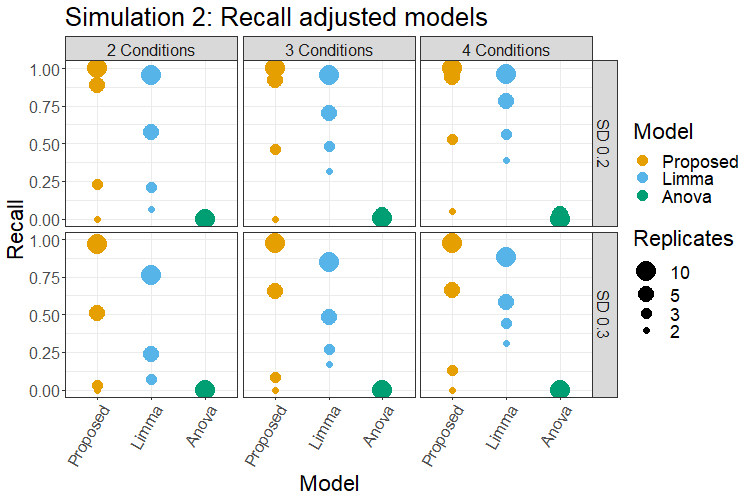 Simulation 2: Recall adjusted models
2 Conditions
3 Conditions
4 Conditions
Recall
1.00
0.75
0.50
0.25
0.00
SD 0.2
1.00
0.75
0.50
0.25
0.00
SD 0.3
Proposed
Limma
Anova
Proposed
Limma
Anova
Proposed
Limma
Anova
Model
Model
Proposed
Limma
Anova
Replicates
10
5
3
2